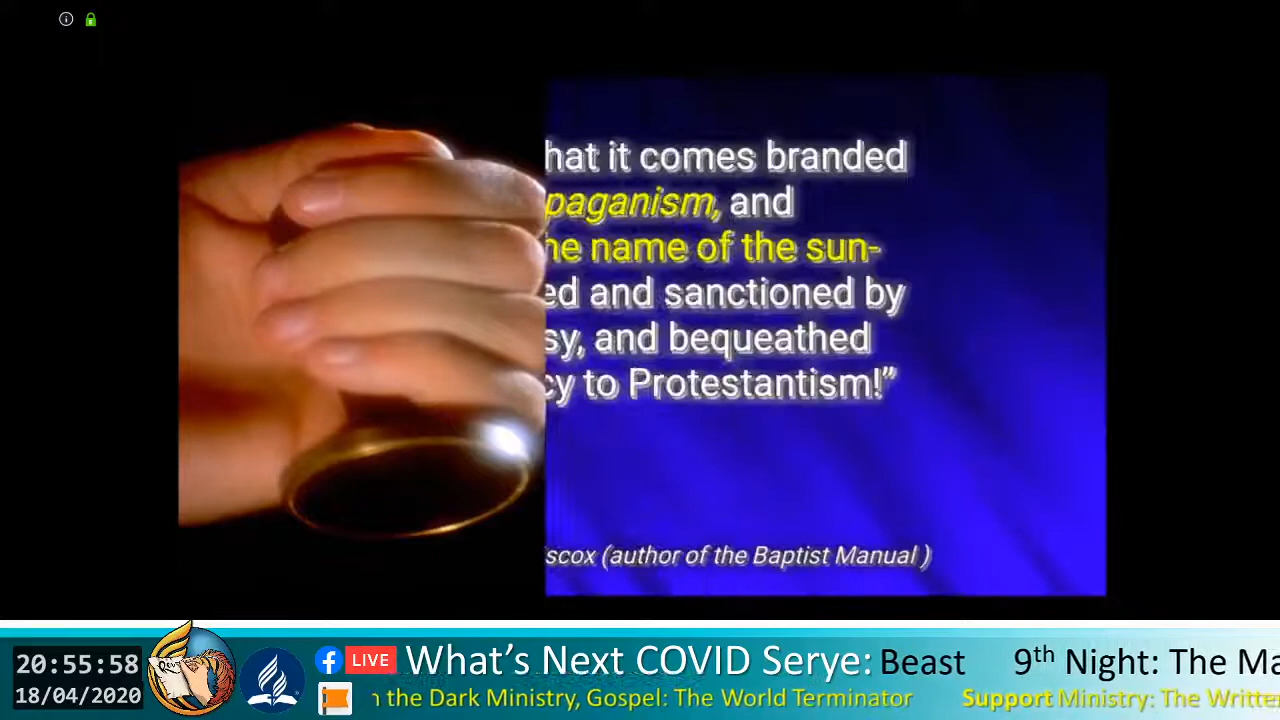 hat it comes branded
paganism, and
he name of the sun-
ed and sanctioned by
sy, and bequeathed
cy to Protestantism!”
scox (author of the Baptist Manual )
20:55:58
18/04/2020
LIVE
What’s Next COVID Serye: Beast 9th Night: The Ma
n the Dark Ministry, Gospel: The World Terminator Support Ministry: The Writte